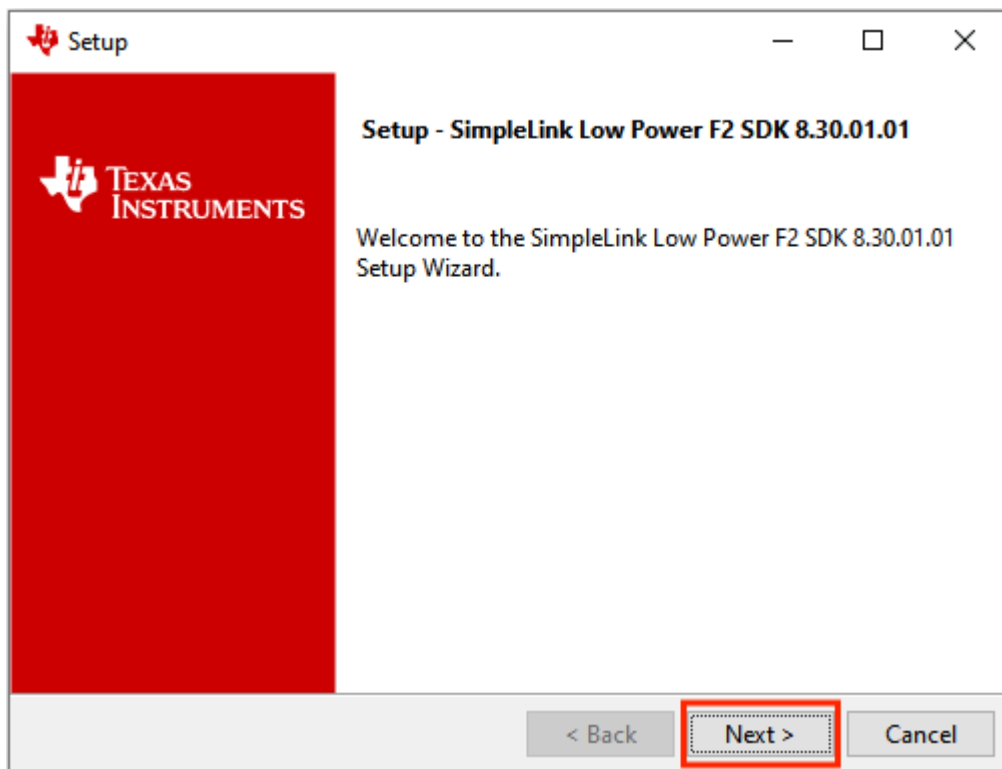 Setup
Setup - SimpleLink Low Power F2 SDK 8.30.01.01
TEXAS
INSTRUMENTS
Welcome to the SimpleLink Low Power F2 SDK 8.30.01.01
Setup Wizard.
< Back
Next >
Cancel